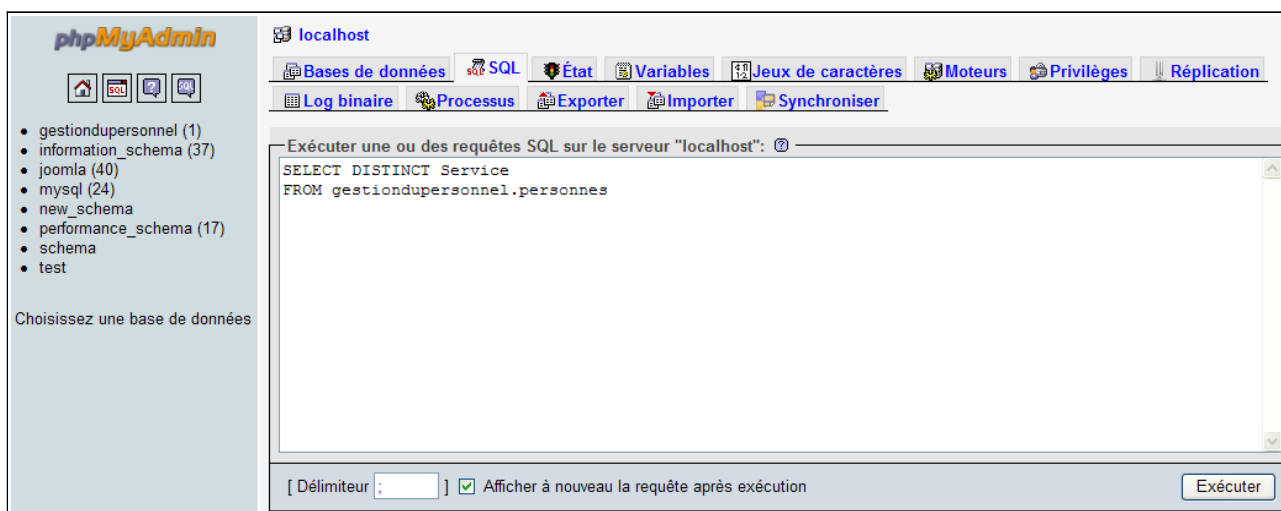 phpMyAdmin
gestiondupersonnel (1)
information_schema (37)
joomla (40)
mysql (24)
new_schema
performance_schema (17)
schema
test
Choisissez une base de données
localhost
Bases de données SQL État Variables Jeux de caractères Moteurs Privilèges Réplication
Log binaire Processus Exporter Importer Synchroniser
Exécuter une ou des requêtes SQL sur le serveur "localhost":
SELECT DISTINCT Service
FROM gestiondupersonnel.personnes
[ Délimiteur ; ] Afficher à nouveau la requête après exécution Exécuter